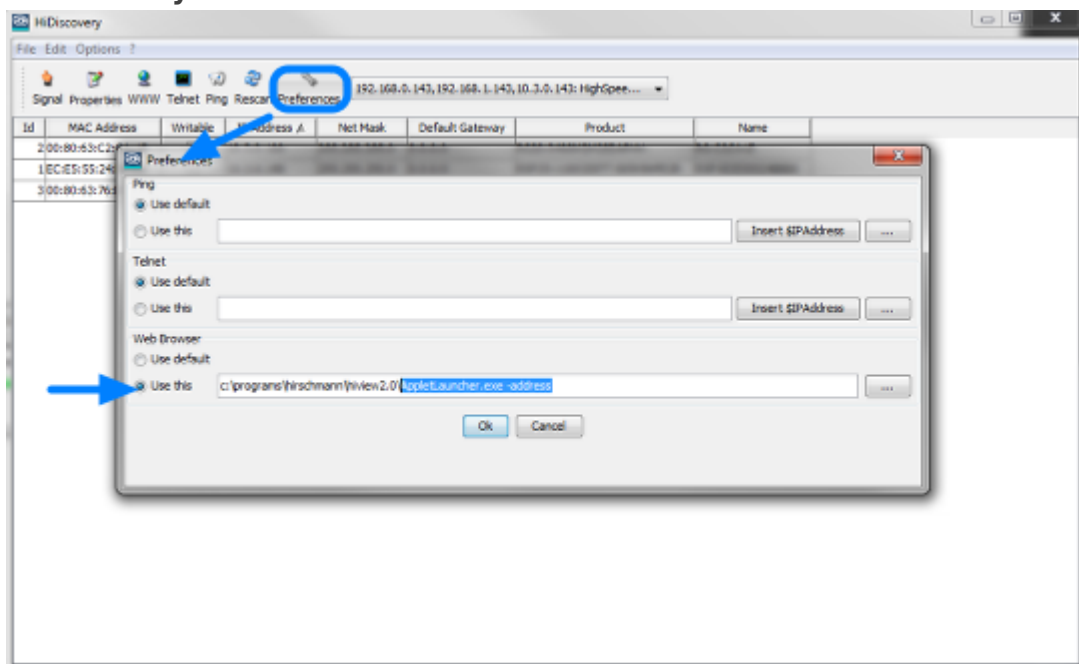 HiDiscovery
File Edit Options ?
Signal Properties WWW Telnet Ping Rescan Preferences 192.168.0.143,192.168.1.143,10.3.0.143: HighSpee...
Id MAC Address Writable Address Net Mask Default Gateway Product Name
2 00:80:63:C2:
1 EC:E5:55:24
3 00:80:63:76:
Preferences
Ping
Use default
Use this Insert $IPAddress ...
Telnet
Use default
Use this Insert $IPAddress ...
Web Browser
Use default
Use this c:\programs\hirschmann\hiview2.0\AppletLauncher.exe -address ...
Ok Cancel